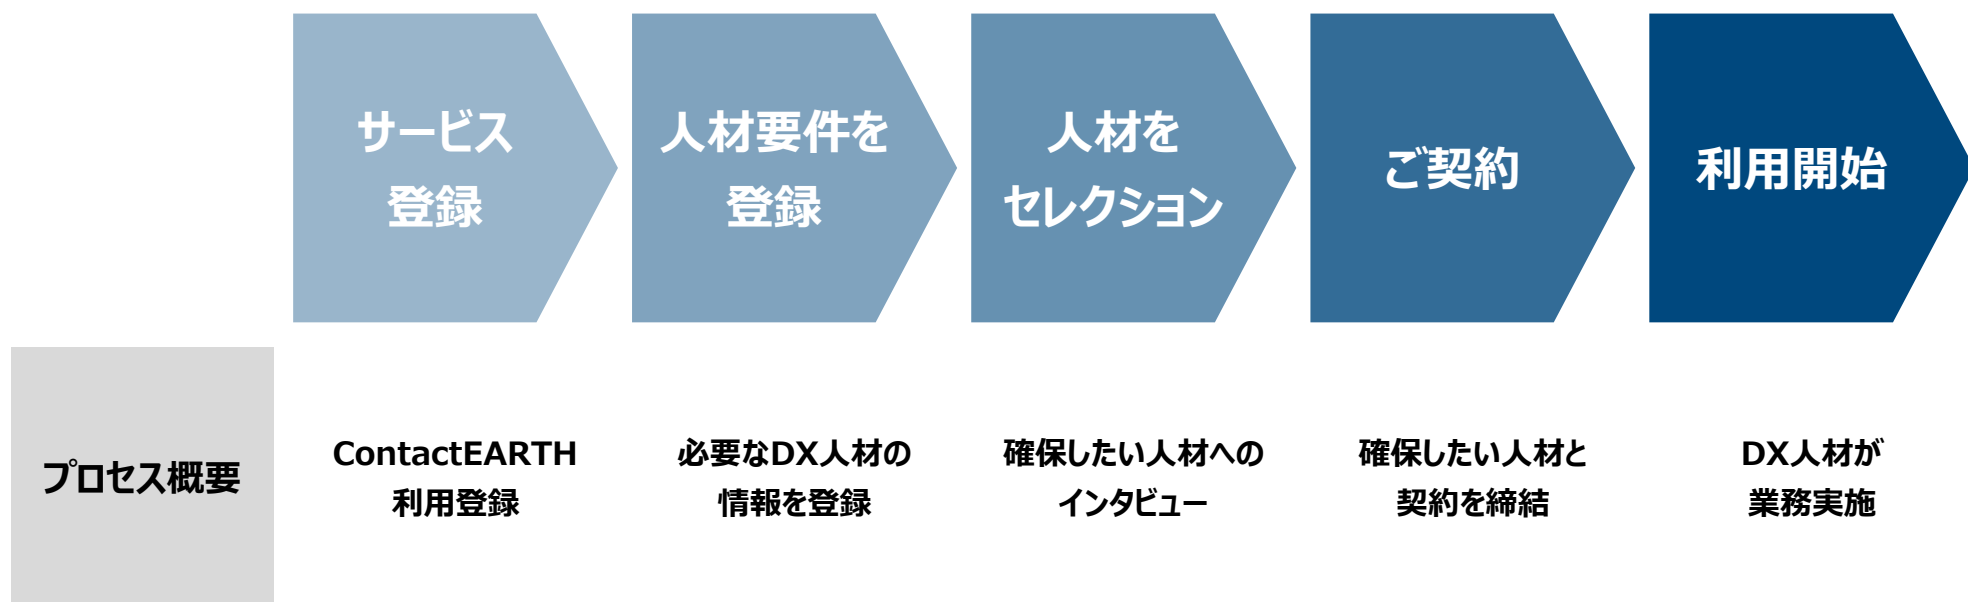 サービス
登録
人材要件を
登録
人材を
セレクション
ご契約
利用開始
プロセス概要
ContactEARTH
利用登録
必要なDX人材の
情報を登録
確保したい人材への
インタビュー
確保したい人材と
契約を締結
DX人材が
業務実施